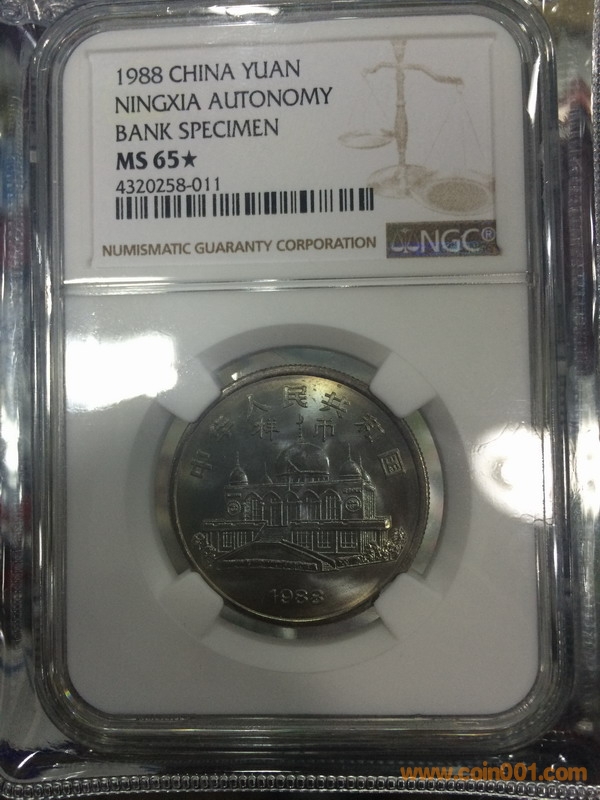 1988 CHINA YUAN
NINGXIA AUTONOMY
BANK SPECIMEN
MS 65★
4320258-011
NUMISMATIC GUARANTY CORPORATION
NGC®
中华人民共和国
样币
1988
www.coin001.com